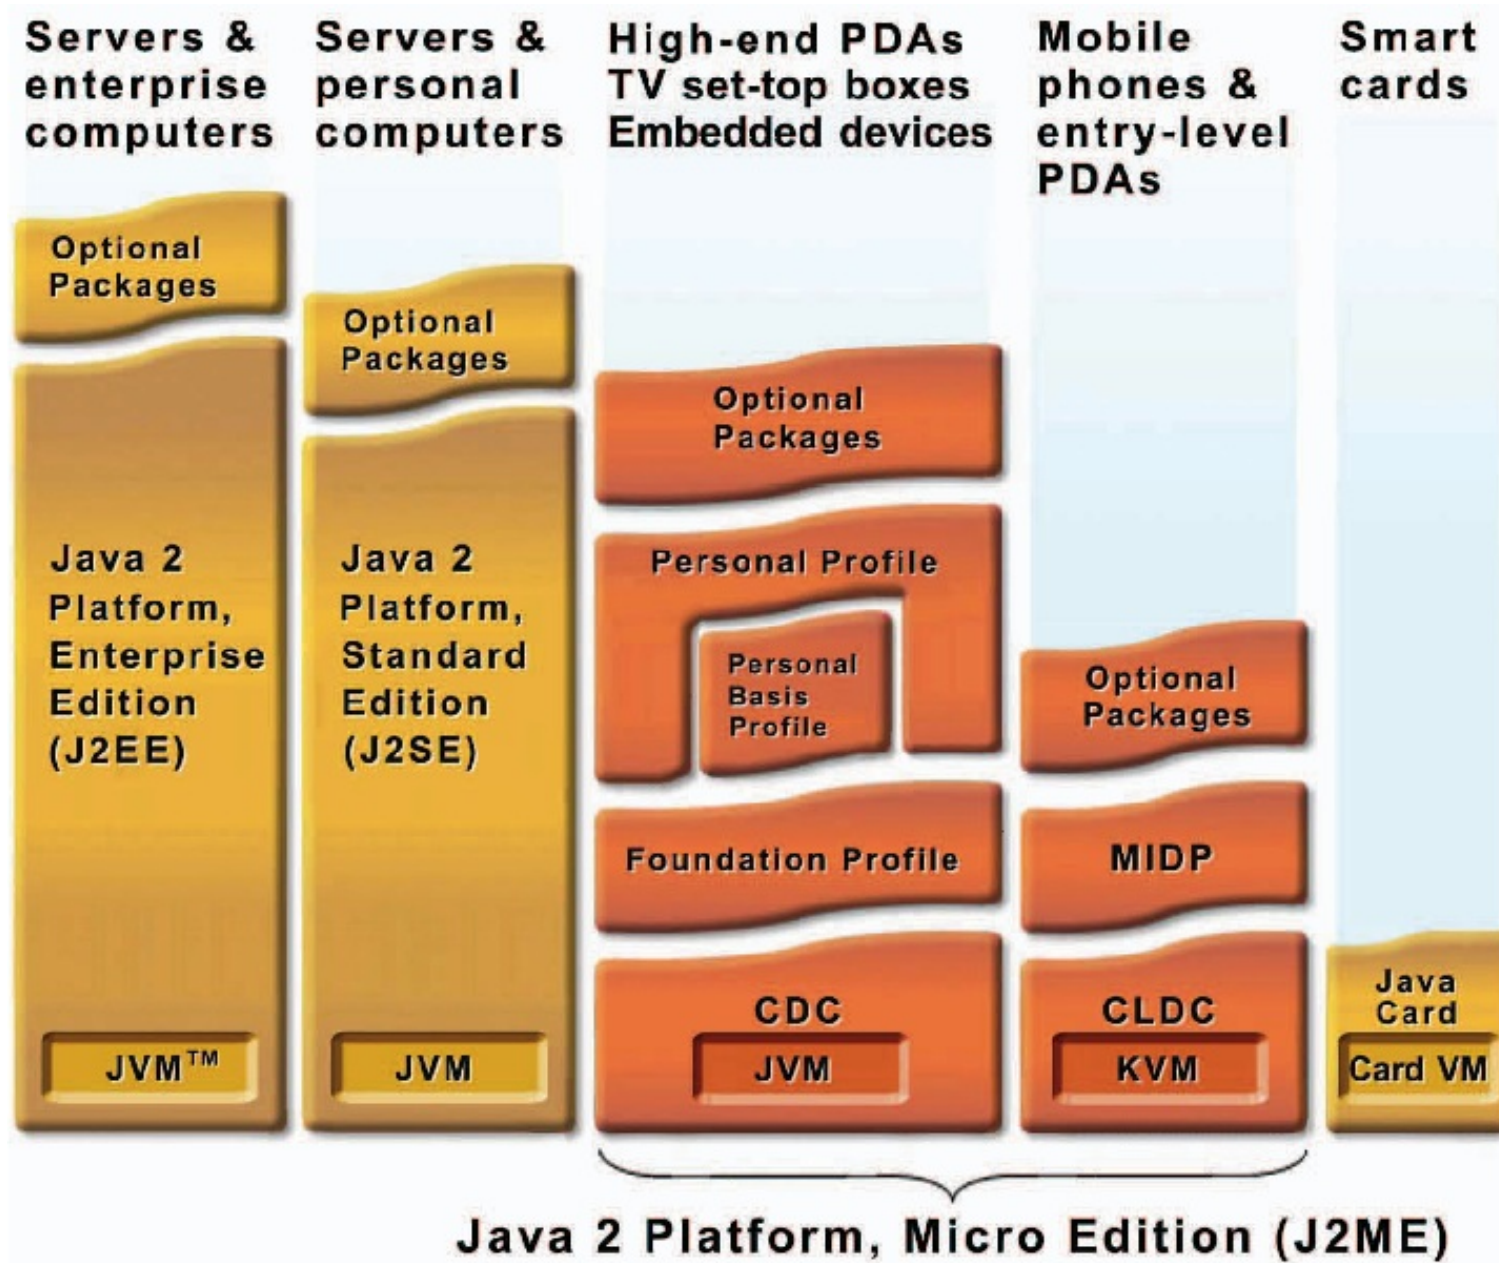 Servers &
enterprise
computers
Servers &
personal
computers
High-end PDAs
TV set-top boxes
Embedded devices
Mobile
phones &
entry-level
PDAs
Smart
cards
Optional
Packages
Java 2
Platform,
Enterprise
Edition
(J2EE)
JVM™
Optional
Packages
Java 2
Platform,
Standard
Edition
(J2SE)
JVM
Optional
Packages
Personal Profile
Personal
Basis
Profile
Foundation Profile
CDC
JVM
Optional
Packages
MIDP
CLDC
KVM
Java
Card
Card VM
Java 2 Platform, Micro Edition (J2ME)